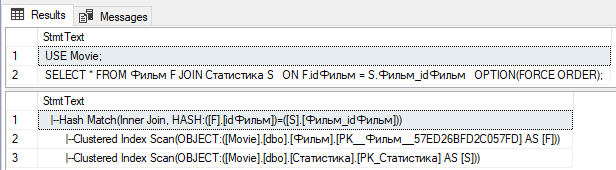 Results Messages
StmtText
1 USE Movie;
2 SELECT * FROM Фильм F JOIN Статистика S ON F.idФильм = S.Фильм_idФильм OPTION(FORCE ORDER);
StmtText
1 |--Hash Match(Inner Join, HASH:([F].[idФильм])=([S].[Фильм_idФильм]))
2 |--Clustered Index Scan(OBJECT:([Movie].[dbo].[Фильм].[PK__Фильм__57ED26BFD2C057FD] AS [F]))
3 |--Clustered Index Scan(OBJECT:([Movie].[dbo].[Статистика].[PK_Статистика] AS [S]))